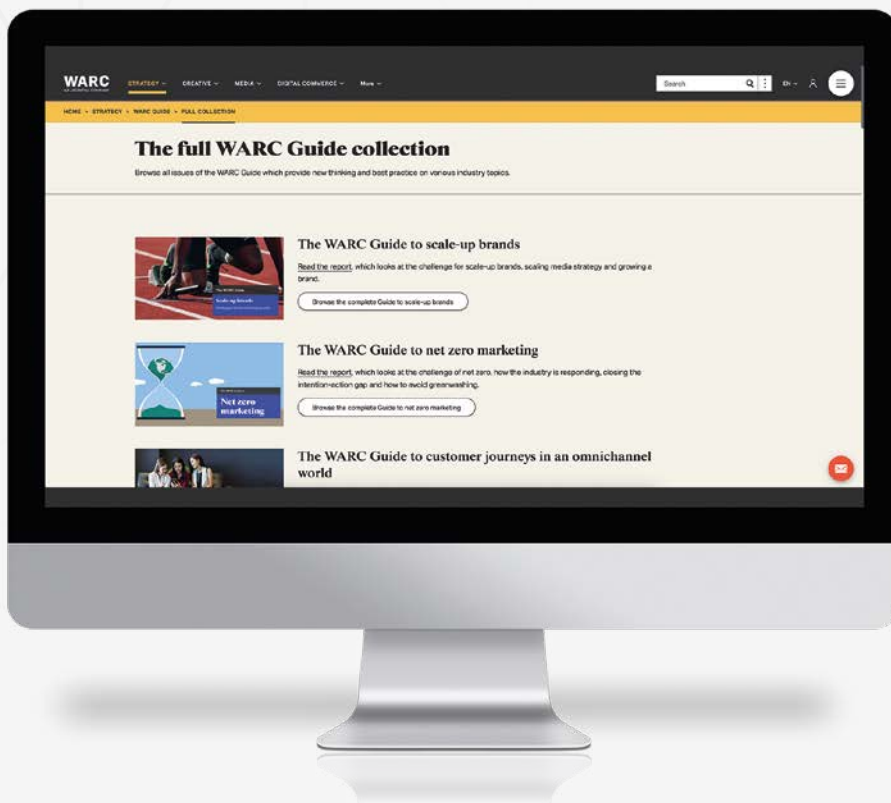 WARC
STRATEGY CREATIVE MEDIA DIGITAL COMMERCE More
Search
EN
HOME STRATEGY WARC GUIDE FULL COLLECTION
The full WARC Guide collection
Browse all issues of the WARC Guide which provide new thinking and best practice on various industry topics.
The WARC Guide to scale-up brands
Read the report, which looks at the challenge for scale-up brands, scaling media strategy and growing a
brand.
Browse the complete Guide to scale-up brands
Scale-up brands
The WARC Guide to net zero marketing
Read the report, which looks at the challenge of net zero, how the industry is responding, closing the
intention-action gap and how to avoid greenwashing.
Browse the complete Guide to net zero marketing
Net zero
marketing
The WARC Guide to customer journeys in an omnichannel
world